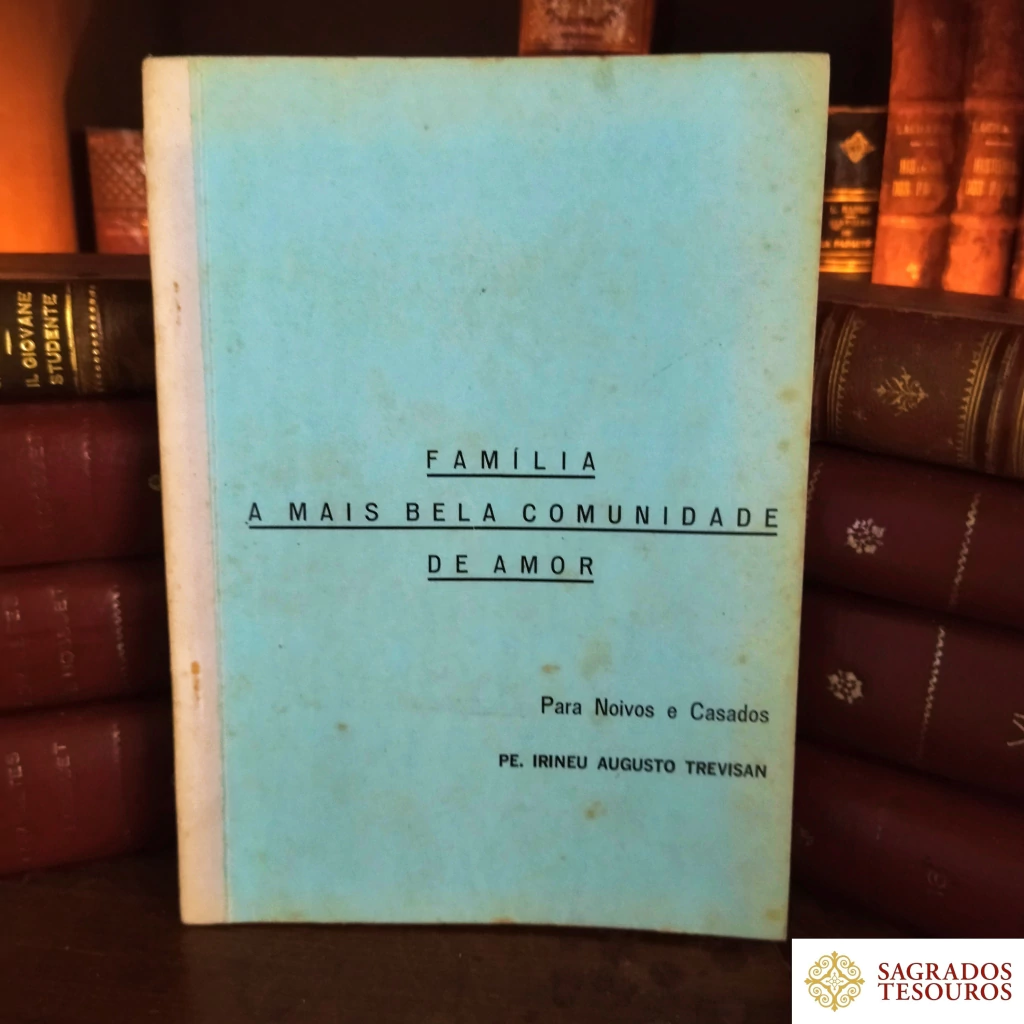 FAMÍLIA
A MAIS BELA COMUNIDADE
DE AMOR
Para Noivos e Casados
PE. IRINEU AUGUSTO TREVISAN
IL GIOVANE
STUDENTE
SAGRADOS
TESOUROS